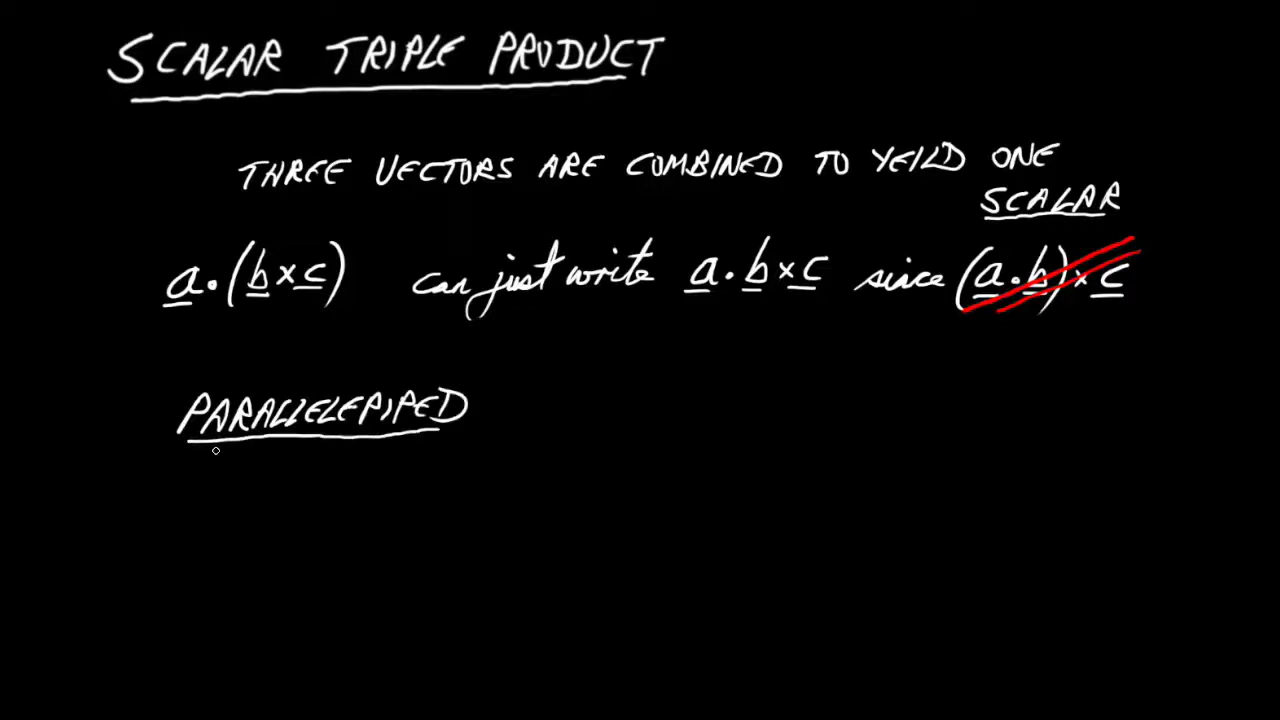 SCALAR TRIPLE PRODUCT
THREE VECTORS ARE COMBINED TO YEILD ONE
SCALAR
a·(b×c) can just write a·b×c since (a·b)×c
PARALLELEPIPED